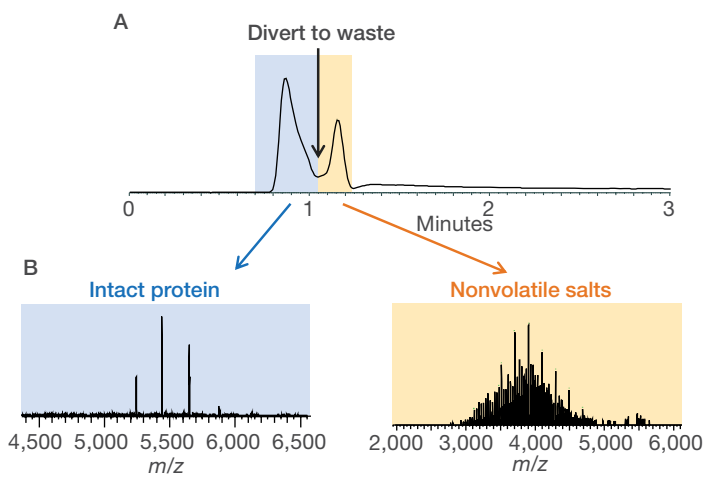 A
Divert to waste
0 1 2 3
Minutes
B
Intact protein
4,500 5,000 5,500 6,000 6,500
m/z
Nonvolatile salts
2,000 3,000 4,000 5,000 6,000
m/z